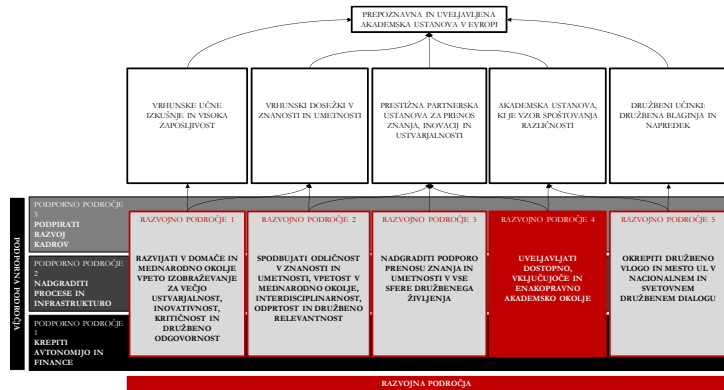 PREPOZNAVNA IN UVELJAVLJENA
AKADEMSKA USTANOVA V EVROPI
VRHUNSKE UČNE
IZKUŠNJE IN VISOKA
ZAPOSLJIVOST
VRHUNSKI DOSEŽKI V
ZNANOSTI IN UMETNOSTI
PRESTIŽNA PARTNERSKA
USTANOVA ZA PRENOS
ZNANJA, INOVACIJ IN
USTVARJALNOSTI
AKADEMSKA USTANOVA,
KI JE VZOR SPOŠTOVANJA
RAZLIČNOSTI
DRUŽBENI UČINKI:
DRUŽBENA BLAGINJA IN
NAPREDEK
PODPORNA PODROČJA
PODPORNO PODROČJE
3
PODPIRATI
RAZVOJ
KADROV
PODPORNO PODROČJE
2
NADGRADITI
PROCESE IN
INFRASTRUKTURO
PODPORNO PODROČJE
1
KREPITI
AVTONOMIJO IN
FINANCE
RAZVOJNO PODROČJE 1
RAZVIJATI V DOMAČE IN
MEDNARODNO OKOLJE
VPETO IZOBRAŽEVANJE
ZA VEČJO
USTVARJALNOST,
INOVATIVNOST,
KRITIČNOST IN
DRUŽBENO
ODGOVORNOST
RAZVOJNO PODROČJE 2
SPODBUJATI ODLIČNOST
V ZNANOSTI IN
UMETNOSTI, VPETOST V
MEDNARODNO OKOLJE,
INTERDISCIPLINARNOST,
ODPRTOST IN DRUŽBENO
RELEVANTNOST
RAZVOJNO PODROČJE 3
NADGRADITI PODPORO
PRENOSU ZNANJA IN
UMETNOSTI V VSE
SFERE DRUŽBENEGA
ŽIVLJENJA
RAZVOJNO PODROČJE 4
UVELJAVLJATI
DOSTOPNO,
VKLJUČUJOČE IN
ENAKOPRAVNO
AKADEMSKO OKOLJE
RAZVOJNO PODROČJE 5
OKREPITI DRUŽBENO
VLOGO IN MESTO UL V
NACIONALNEM IN
SVETOVNEM
DRUŽBENEM DIALOGU
RAZVOJNA PODROČJA